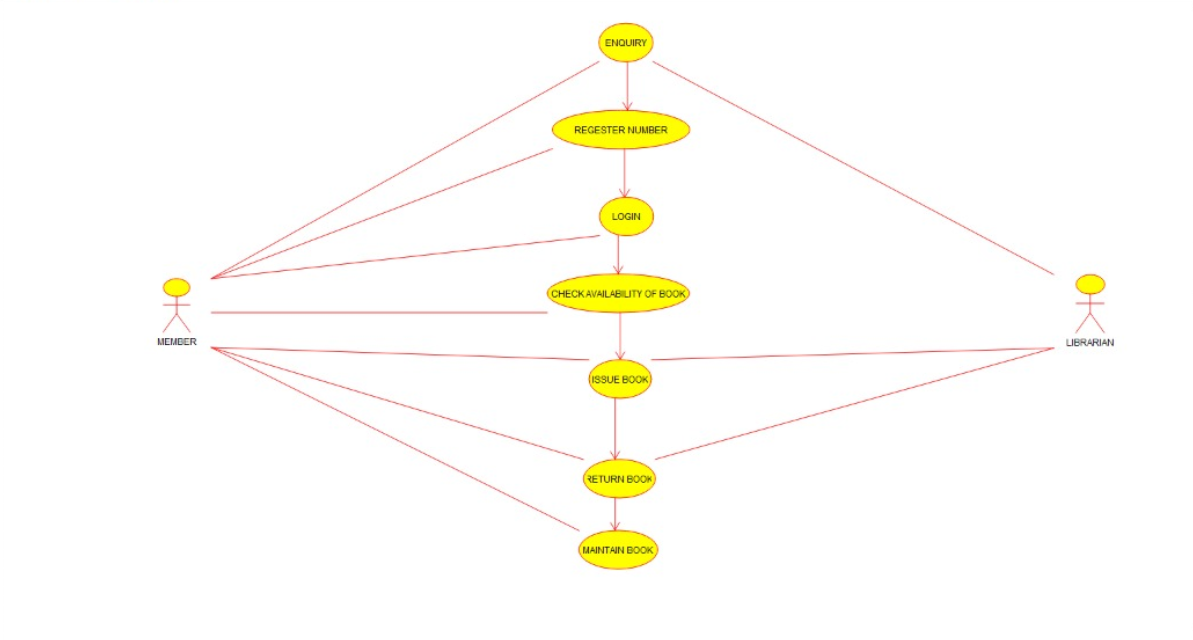 ENQUIRY
REGESTER NUMBER
LOGIN
CHECK AVAILABILITY OF BOOK
MEMBER
LIBRARIAN
ISSUE BOOK
RETURN BOOK
MAINTAIN BOOK